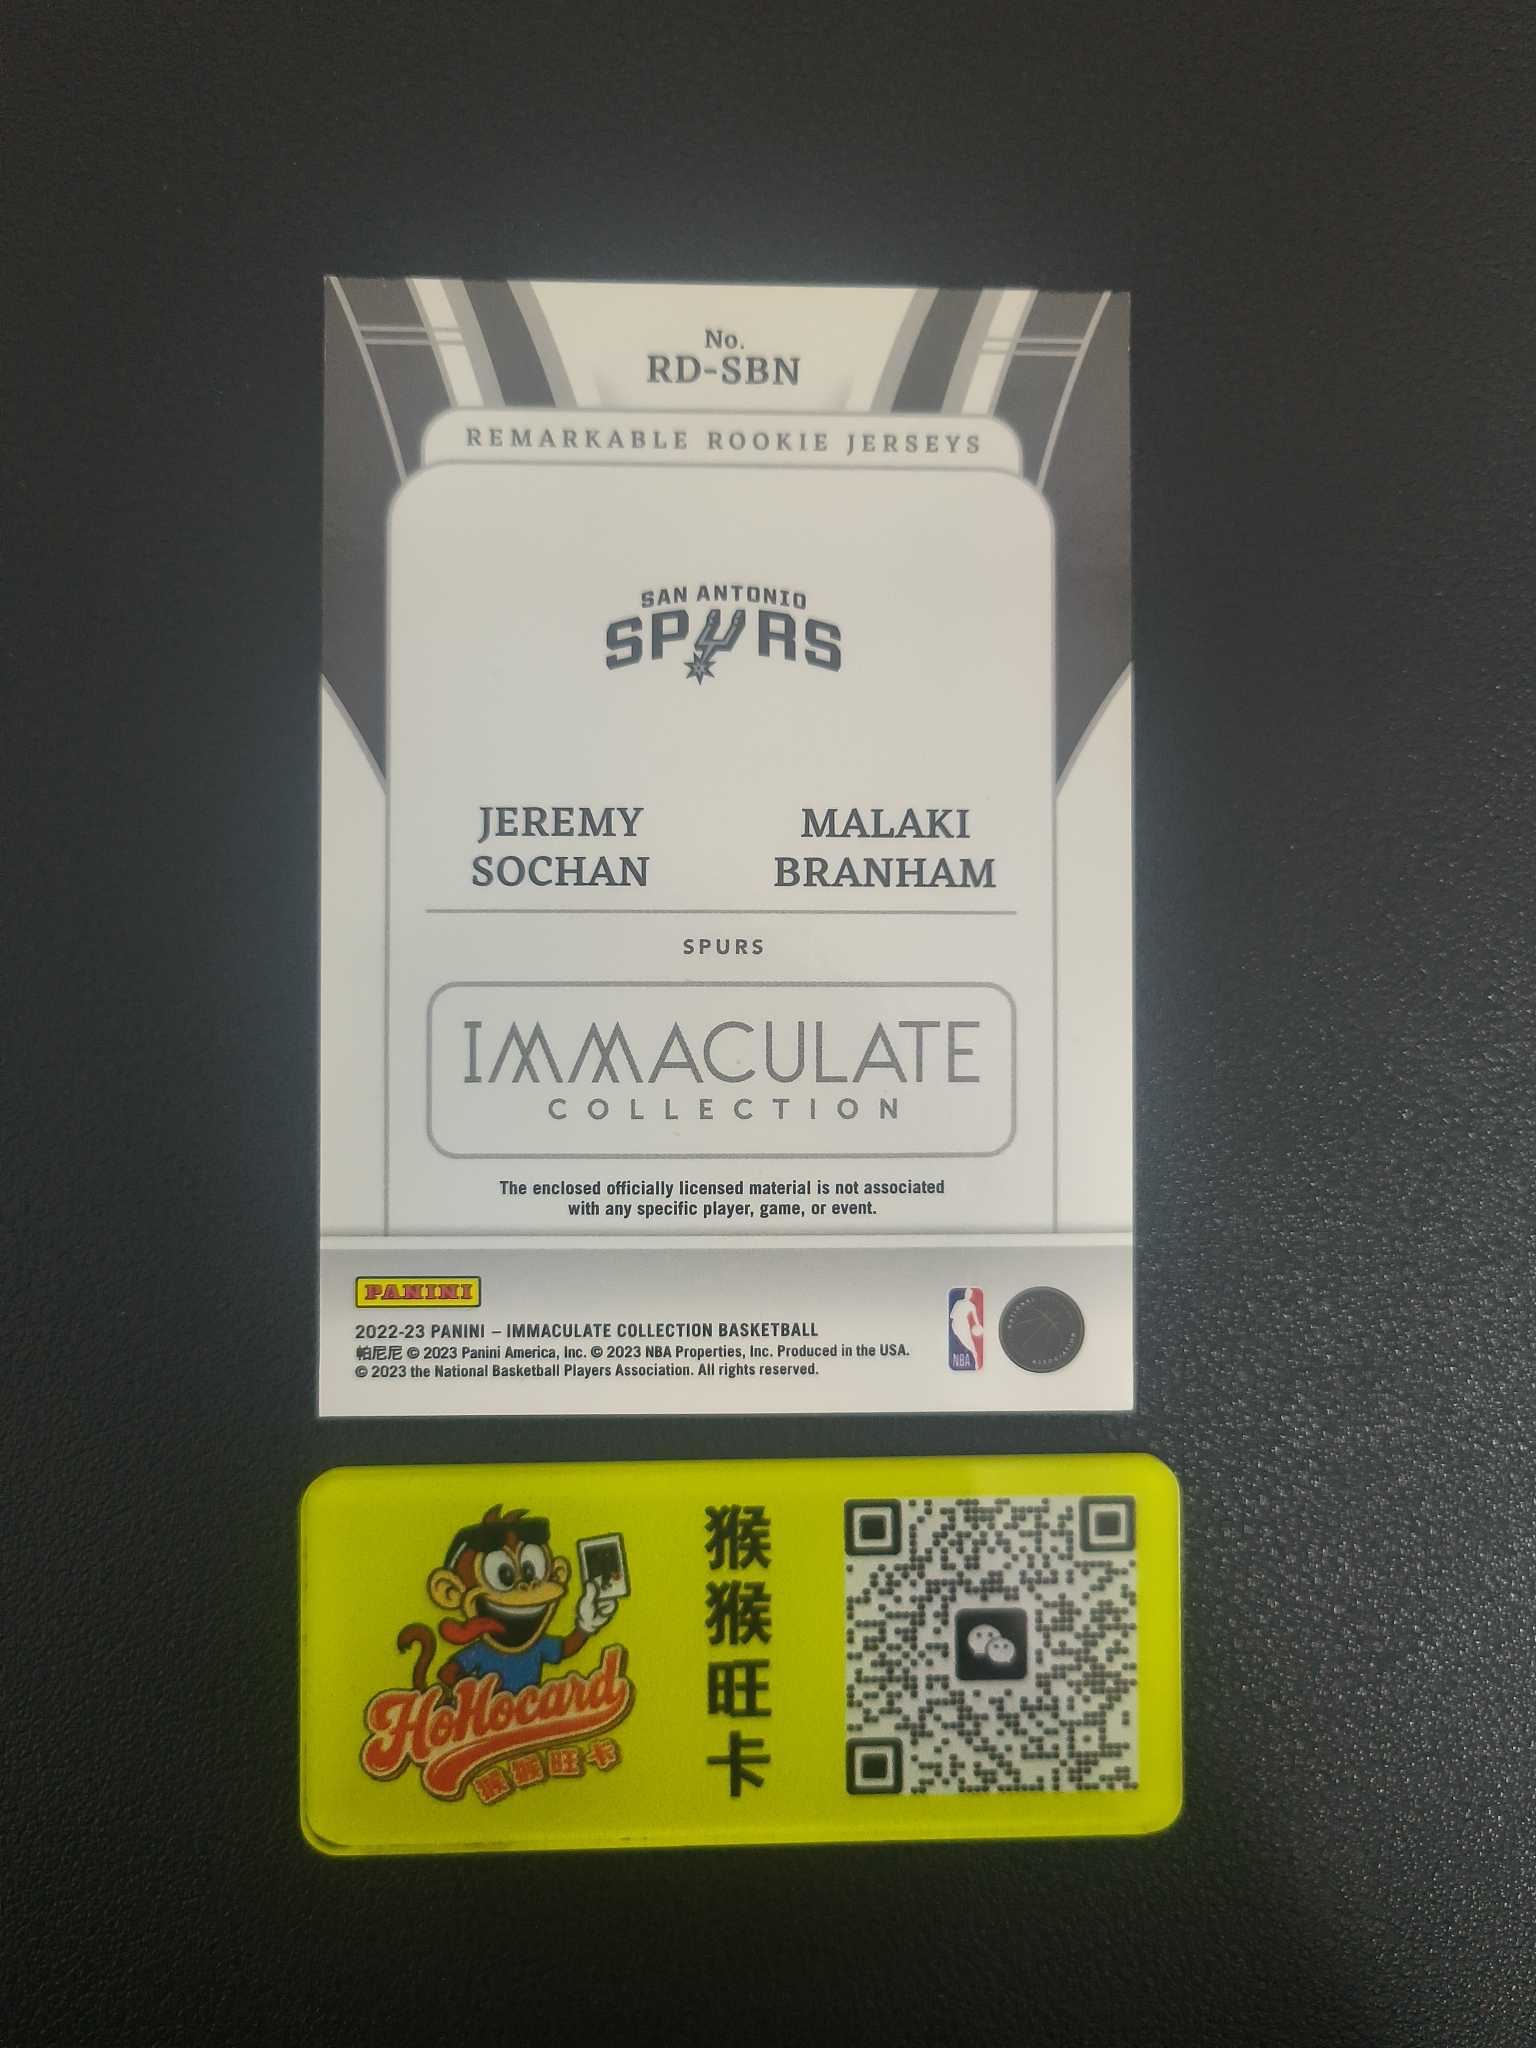 No.
RD-SBN
REMARKABLE ROOKIE JERSEYS
SAN ANTONIO
SPURS
JEREMY
SOCHAN
MALAKI
BRANHAM
SPURS
IMMACULATE
COLLECTION
The enclosed officially licensed material is not associated
with any specific player, game, or event.
PANINI
2022-23 PANINI – IMMACULATE COLLECTION BASKETBALL
帕尼尼 © 2023 Panini America, Inc. © 2023 NBA Properties, Inc. Produced in the USA.
© 2023 the National Basketball Players Association. All rights reserved.
NBA
HoHocard
猴猴旺卡
猴猴旺卡